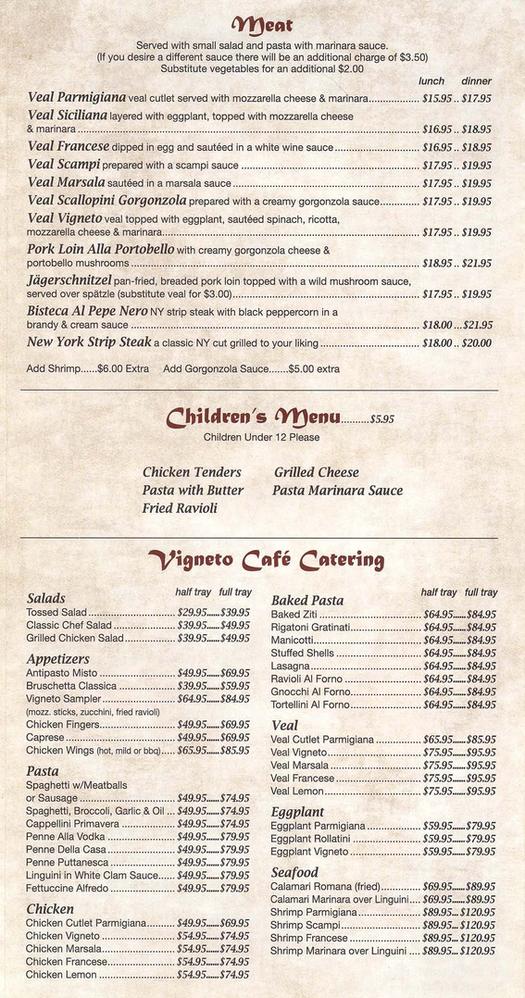 Meat
Served with small salad and pasta with marinara sauce.
(If you desire a different sauce there will be an additional charge of $3.50)
Substitute vegetables for an additional $2.00
lunch dinner
Veal Parmigiana veal cutlet served with mozzarella cheese & marinara.................. $15.95 .. $17.95
Veal Siciliana layered with eggplant, topped with mozzarella cheese
& marinara .................. $16.95 .. $18.95
Veal Francese dipped in egg and sautéed in a white wine sauce .................. $16.95 .. $18.95
Veal Scampi prepared with a scampi sauce .................. $17.95 .. $19.95
Veal Marsala sautéed in a marsala sauce .................. $17.95 .. $19.95
Veal Scallopini Gorgonzola prepared with a creamy gorgonzola sauce...... $17.95 .. $19.95
Veal Vigneto veal topped with eggplant, sautéed spinach, ricotta,
mozzarella cheese & marinara.................. $17.95 .. $19.95
Pork Loin Alla Portobello with creamy gorgonzola cheese &
portobello mushrooms .................. $18.95 .. $21.95
Jägerschnitzel pan-fried, breaded pork loin topped with a wild mushroom sauce,
served over spätzle (substitute veal for $3.00).................. $17.95 .. $19.95
Bisteca Al Pepe Nero NY strip steak with black peppercorn in a
brandy & cream sauce .................. $18.00 ...$21.95
New York Strip Steak a classic NY cut grilled to your liking .................. $18.00 .. $20.00
Add Shrimp......$6.00 Extra Add Gorgonzola Sauce.......$5.00 extra
Children's Menu..........$5.95
Children Under 12 Please
Chicken Tenders Grilled Cheese
Pasta with Butter Pasta Marinara Sauce
Fried Ravioli
Vigneto Café Catering
half tray full tray
Salads
Tossed Salad .................. $29.95......$39.95
Classic Chef Salad .................. $39.95......$49.95
Grilled Chicken Salad.................. $39.95......$49.95
Appetizers
Antipasto Misto .................. $49.95......$69.95
Bruschetta Classica .................. $39.95......$59.95
Vigneto Sampler .................. $64.95......$84.95
(mozz. sticks, zucchini, fried ravioli)
Chicken Fingers.................. $49.95......$69.95
Caprese .................. $49.95......$69.95
Chicken Wings (hot, mild or bbq)..... $65.95......$85.95
Pasta
Spaghetti w/Meatballs
or Sausage .................. $49.95......$74.95
Spaghetti, Broccoli, Garlic & Oil ... $49.95......$74.95
Cappellini Primavera .................. $49.95......$74.95
Penne Alla Vodka .................. $49.95......$79.95
Penne Della Casa .................. $49.95......$79.95
Penne Puttanesca .................. $49.95......$79.95
Linguini in White Clam Sauce...... $49.95......$79.95
Fettuccine Alfredo .................. $49.95......$79.95
Chicken
Chicken Cutlet Parmigiana......... $49.95......$69.95
Chicken Vigneto .................. $54.95......$74.95
Chicken Marsala.................. $54.95......$74.95
Chicken Francese.................. $54.95......$74.95
Chicken Lemon .................. $54.95......$74.95
half tray full tray
Baked Pasta
Baked Ziti .................. $64.95......$84.95
Rigatoni Gratinati.................. $64.95......$84.95
Manicotti.................. $64.95......$84.95
Stuffed Shells .................. $64.95......$84.95
Lasagna.................. $64.95......$84.95
Ravioli Al Forno .................. $64.95......$84.95
Gnocchi Al Forno.................. $64.95......$84.95
Tortellini Al Forno .................. $64.95......$84.95
Veal
Veal Cutlet Parmigiana ............ $65.95......$85.95
Veal Vigneto.................. $75.95......$95.95
Veal Marsala .................. $75.95......$95.95
Veal Francese .................. $75.95......$95.95
Veal Lemon.................. $75.95......$95.95
Eggplant
Eggplant Parmigiana ............... $59.95......$79.95
Eggplant Rollatini .................. $59.95......$79.95
Eggplant Vigneto .................. $59.95......$79.95
Seafood
Calamari Romana (fried)............ $69.95......$89.95
Calamari Marinara over Linguini.... $69.95......$89.95
Shrimp Parmigiana .................. $89.95... $120.95
Shrimp Scampi.................. $89.95... $120.95
Shrimp Francese .................. $89.95... $120.95
Shrimp Marinara over Linguini .... $89.95... $120.95